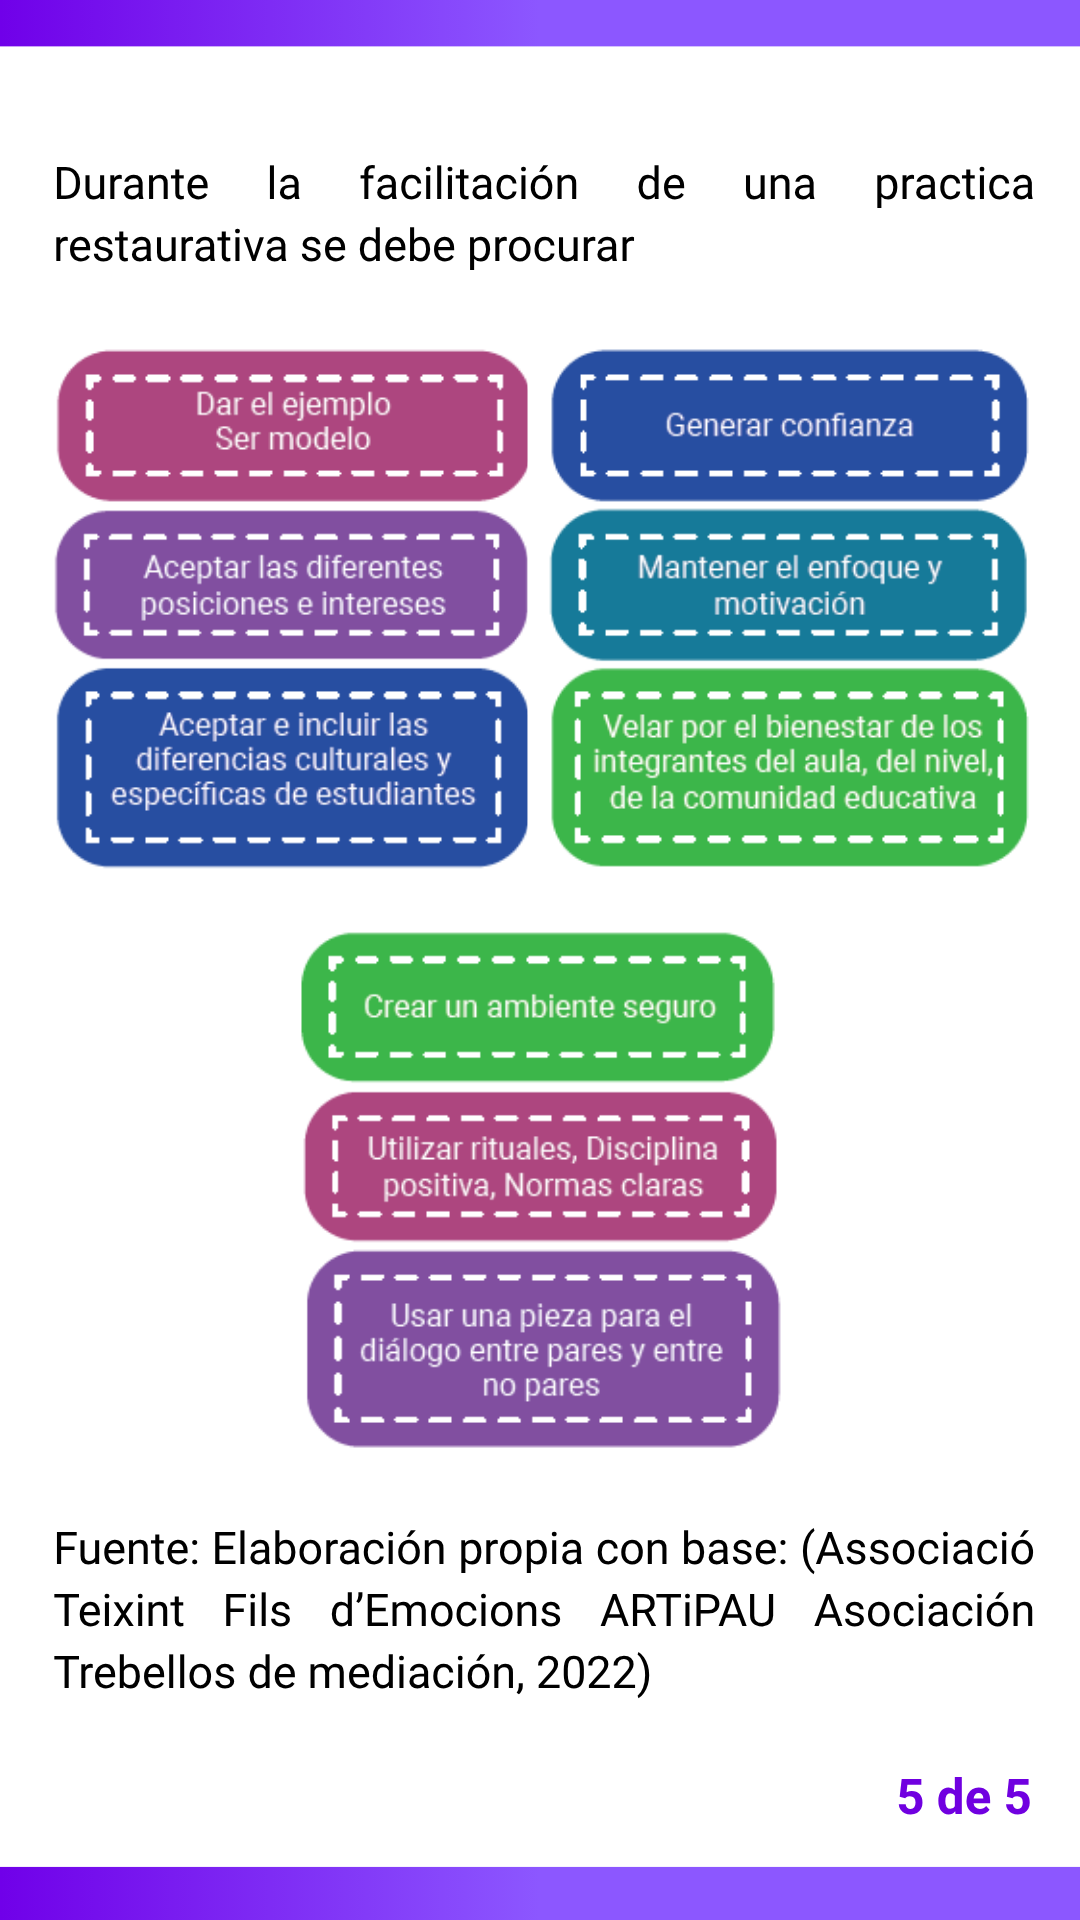 Durante la facilitación de una practica
restaurativa se debe procurar
Dar el ejemplo
Ser modelo
Generar confianza
Aceptar las diferentes
posiciones e intereses
Mantener el enfoque y
motivación
Aceptar e incluir las
diferencias culturales y
específicas de estudiantes
Velar por el bienestar de los
integrantes del aula, del nivel,
de la comunidad educativa
Crear un ambiente seguro
Utilizar rituales, Disciplina
positiva, Normas claras
Usar una pieza para el
diálogo entre pares y entre
no pares
Fuente: Elaboración propia con base: (Associació
Teixint Fils d’Emocions ARTiPAU Asociación
Trebellos de mediación, 2022)
5 de 5